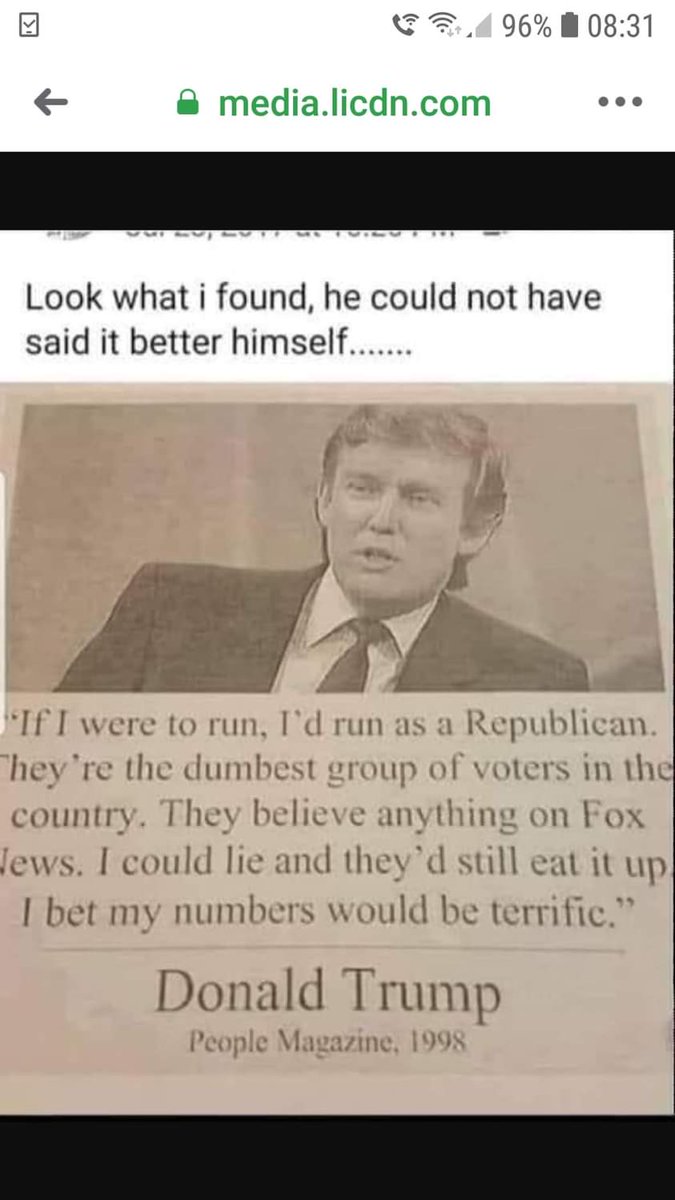 96% 08:31
media.licdn.com
Look what i found, he could not have
said it better himself.......
"If I were to run, I'd run as a Republican.
They're the dumbest group of voters in the
country. They believe anything on Fox
News. I could lie and they'd still eat it up.
I bet my numbers would be terrific."
Donald Trump
People Magazine, 1998